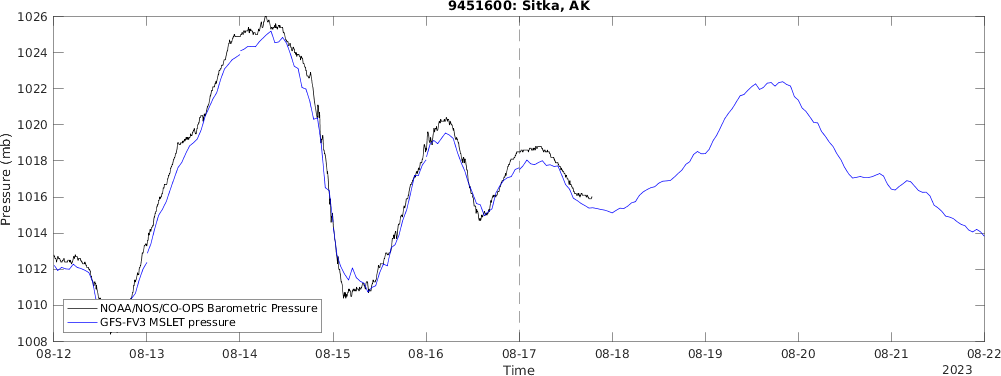 9451600: Sitka, AK
Pressure (mb)
1026
1024
1022
1020
1018
1016
1014
1012
1010
1008
NOAA/NOS/CO-OPS Barometric Pressure
GFS-FV3 MSLET pressure
08-12 08-13 08-14 08-15 08-16 08-17 08-18 08-19 08-20 08-21 08-22
Time
2023